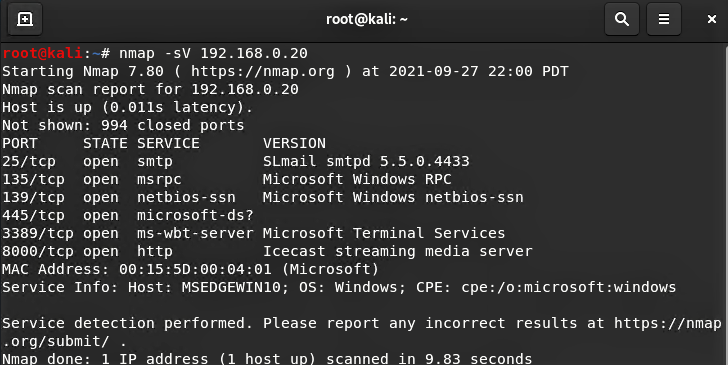 root@kali: ~
root@kali:~# nmap -sV 192.168.0.20
Starting Nmap 7.80 ( https://nmap.org ) at 2021-09-27 22:00 PDT
Nmap scan report for 192.168.0.20
Host is up (0.011s latency).
Not shown: 994 closed ports
PORT     STATE SERVICE       VERSION
25/tcp   open  smtp          SLmail smtpd 5.5.0.4433
135/tcp  open  msrpc         Microsoft Windows RPC
139/tcp  open  netbios-ssn   Microsoft Windows netbios-ssn
445/tcp  open  microsoft-ds?
3389/tcp open  ms-wbt-server Microsoft Terminal Services
8000/tcp open  http          Icecast streaming media server
MAC Address: 00:15:5D:00:04:01 (Microsoft)
Service Info: Host: MSEDGEWIN10; OS: Windows; CPE: cpe:/o:microsoft:windows
Service detection performed. Please report any incorrect results at https://nmap
.org/submit/ .
Nmap done: 1 IP address (1 host up) scanned in 9.83 seconds